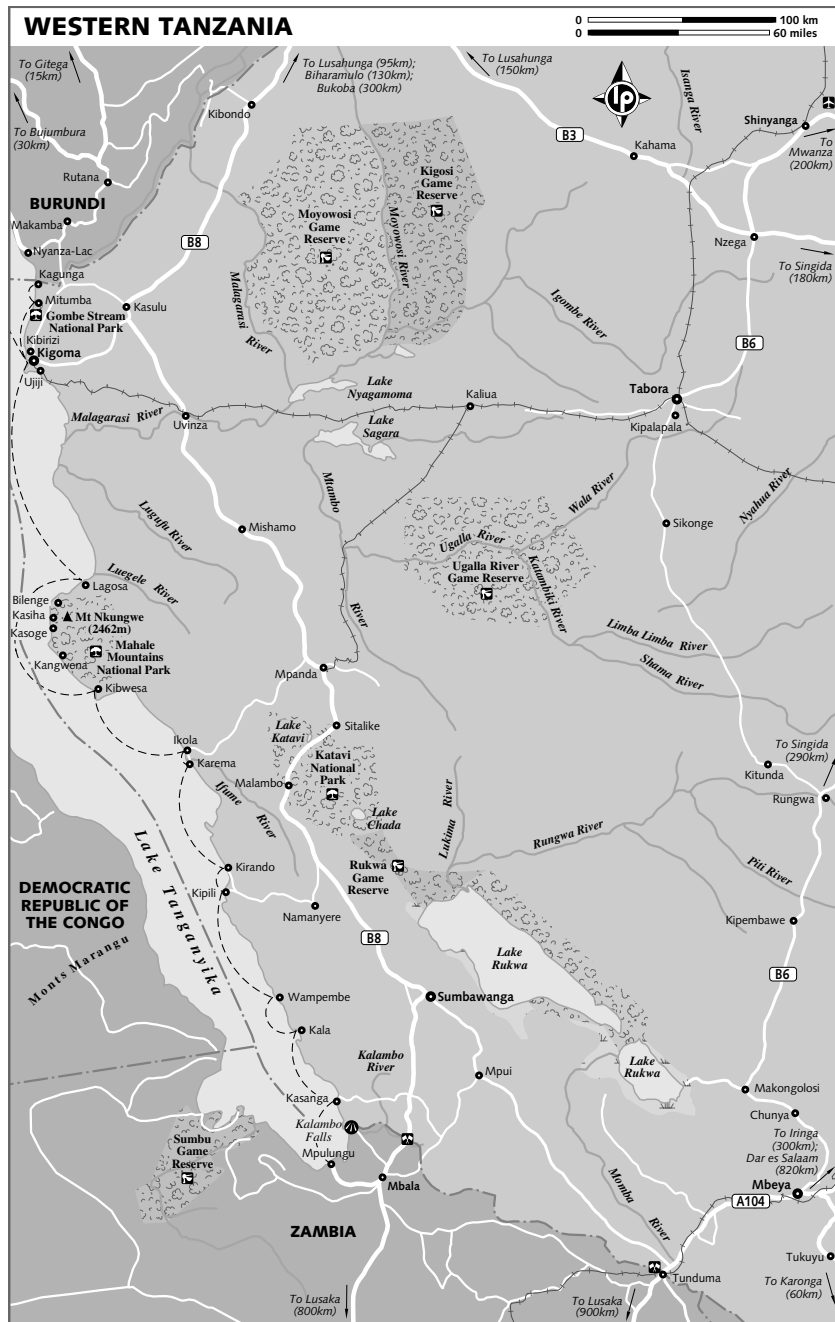 WESTERN TANZANIA
0
100 km
0
60 miles
To Gitega
(15km)
To Lusahunga (95km);
Biharamulo (130km);
Bukoba (300km)
To Lusahunga
(150km)
lp
Isanga River
Kibondo
Shinyanga
To Bujumbura
(30km)
B3
Kahama
To
Mwanza
(200km)
Rutana
Kigosi
Game
Reserve
BURUNDI
Moyowosi
Game
Reserve
Moyowosi River
Makamba
B8
Nzega
Nyanza-Lac
To Singida
(180km)
Kagunga
Malagarasi
River
Igombe River
Mitumba
Kasulu
Gombe Stream
National Park
B6
Kibirizi
Kigoma
Ujiji
Lake
Nyagamoma
Tabora
Kaliua
Malagarasi River
Uvinza
Lake
Sagara
Kipalapala
Mtambo
River
Wala River
Nyahua River
Lugufu River
Mishamo
Sikonge
Ugalla River
Ugalla River
Game Reserve
Katambiki River
Luegele River
Lagosa
Bilenge
Kasiha
Mt Nkungwe
(2462m)
Kasoge
Limba Limba River
Mahale
Mountains
National Park
Kangwena
Shama River
Mpanda
Kibwesa
Lake
Katavi
Sitalike
Ikola
To Singida
(290km)
Karema
Katavi
National
Park
Kitunda
Malambo
Rungwa
Ifume
River
Lake
Chada
Lukima River
Rungwa River
Lake Tanganyika
Kirando
Rukwa
Game
Reserve
Piti River
DEMOCRATIC
REPUBLIC OF
THE CONGO
Kipili
Namanyere
Kipembawe
B8
Monts Marangu
Lake
Rukwa
B6
Wampembe
Sumbawanga
Kala
Kalambo
River
Lake
Rukwa
Mpui
Makongolosi
Kasanga
Chunya
Kalambo
Falls
To Iringa
(300km);
Dar es Salaam
(820km)
Sumbu
Game
Reserve
Mpulungu
Mbala
Momba
River
Mbeya
A104
ZAMBIA
Tukuyu
Tunduma
To Lusaka
(800km)
To Lusaka
(900km)
To Karonga
(60km)